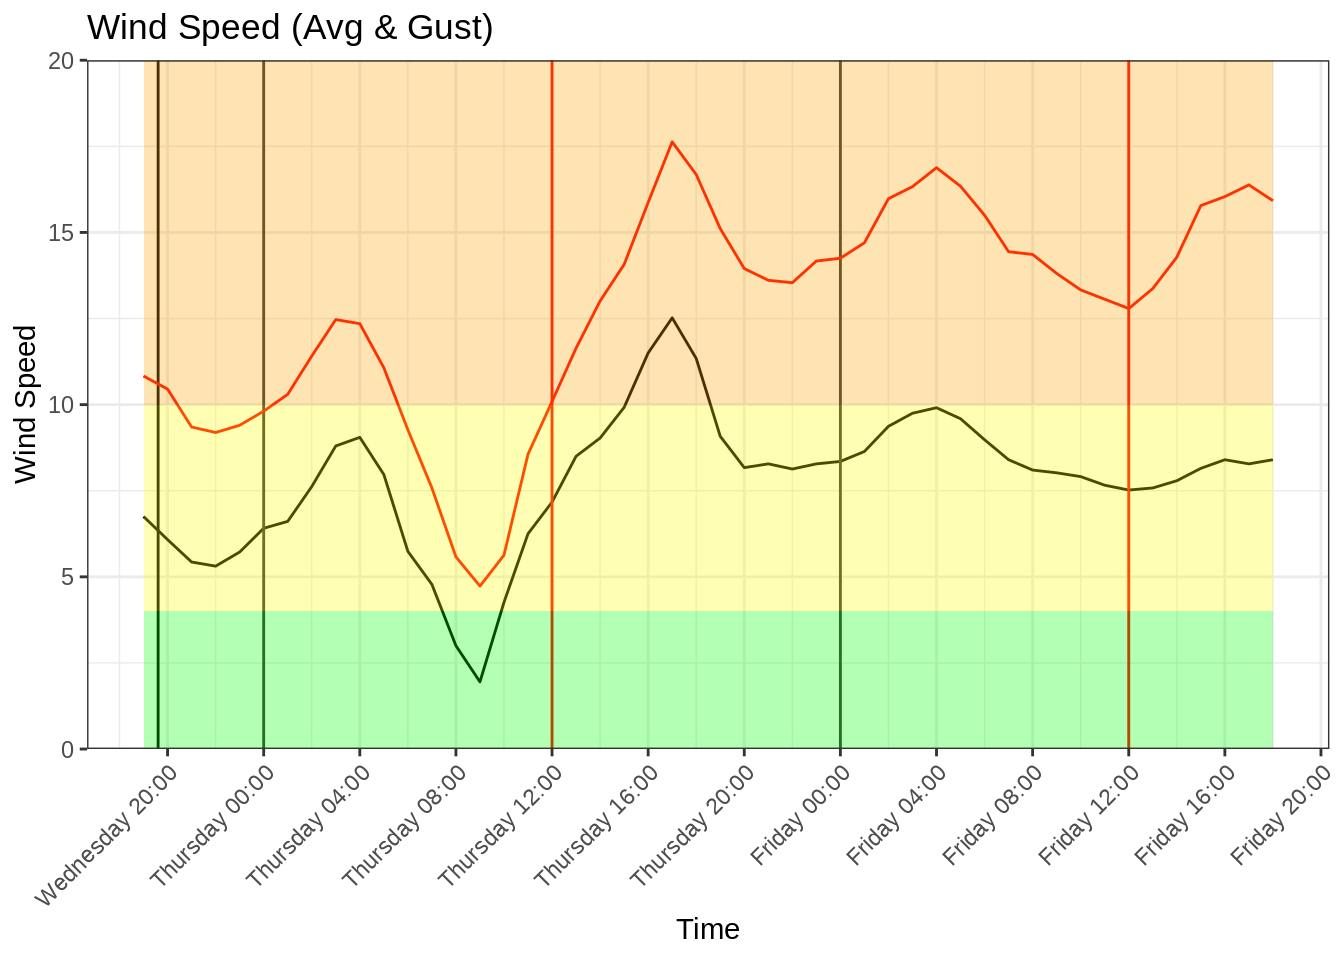 Wind Speed (Avg & Gust)
20
15
10
5
0
Wind Speed
Wednesday 20:00
Thursday 00:00
Thursday 04:00
Thursday 08:00
Thursday 12:00
Thursday 16:00
Thursday 20:00
Friday 00:00
Friday 04:00
Friday 08:00
Friday 12:00
Friday 16:00
Friday 20:00
Time